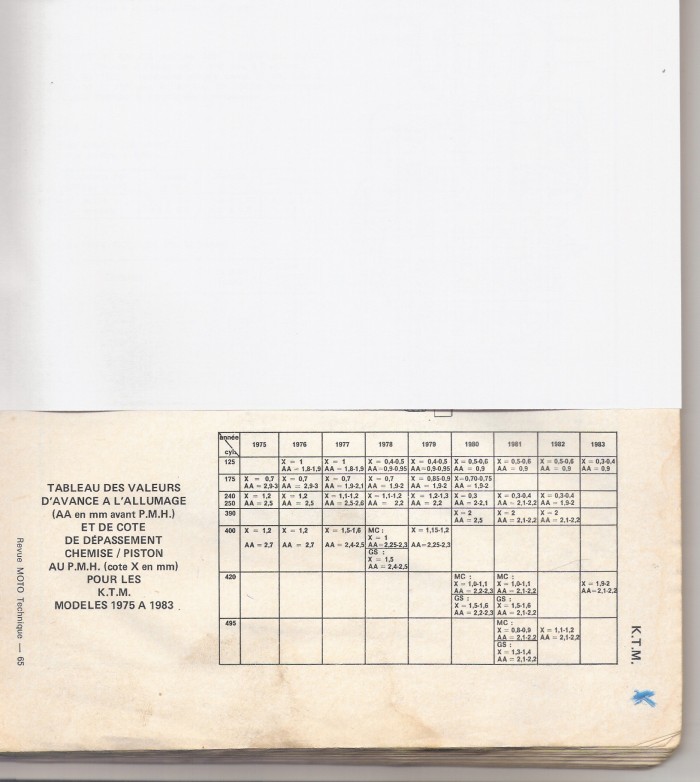 TABLEAU DES VALEURS
D'AVANCE A L'ALLUMAGE
(AA en mm avant P.M.H.)
ET DE COTE
DE DÉPASSEMENT
CHEMISE / PISTON
AU P.M.H. (cote X en mm)
POUR LES
K.T.M.
MODELES 1975 A 1983
année cyl. 1975 1976 1977 1978 1979 1980 1981 1982 1983
125 X = 1 X = 1 X = 0,4-0,5 X = 0,4-0,5 X = 0,5-0,6 X = 0,5-0,6 X = 0,5-0,6 X = 0,3-0,4
AA = 1,8-1,9 AA = 1,8-1,9 AA=0,9-0,95 AA=0,9-0,95 AA = 0,9 AA = 0,9 AA = 0,9 AA = 0,9
175 X = 0,7 X = 0,7 X = 0,7 X = 0,7 X = 0,85-0,9 X=0,70-0,75
AA = 2,9-3 AA = 2,9-3 AA = 1,9-2,1 AA = 1,9-2 AA = 1,9-2 AA = 1,9-2
240 X = 1,2 X = 1,2 X = 1,1-1,2 X = 1,1-1,2 X = 1,2-1,3 X = 0,3 X = 0,3-0,4 X = 0,3-0,4
250 AA = 2,5 AA = 2,5 AA = 2,5-2,6 AA = 2,2 AA = 2,2 AA = 2-2,1 AA = 2,1-2,2 AA = 1,9-2
390 X = 2 X = 2 X = 2
AA = 2,5 AA = 2,1-2,2 AA = 2,1-2,2
400 X = 1,2 X = 1,2 X = 1,5-1,6 MC : X = 1,15-1,2
X = 1
AA = 2,7 AA = 2,7 AA = 2,4-2,5 AA=2,25-2,3 AA=2,25-2,3
GS :
X = 1,5
AA = 2,4-2,5
420 MC : MC :
X = 1,0-1,1 X = 1,0-1,1 X = 1,9-2
AA = 2,2-2,3 AA = 2,1-2,2 AA=2,1-2,2
GS : GS :
X = 1,5-1,6 X = 1,5-1,6
AA = 2,2-2,3 AA = 2,1-2,2
495 MC :
X = 0,8-0,9 X = 1,1-1,2
AA = 2,1-2,2 AA = 2,1-2,2
GS :
X = 1,3-1,4
AA = 2,1-2,2
Revue MOTO Technique — 65
K.T.M.